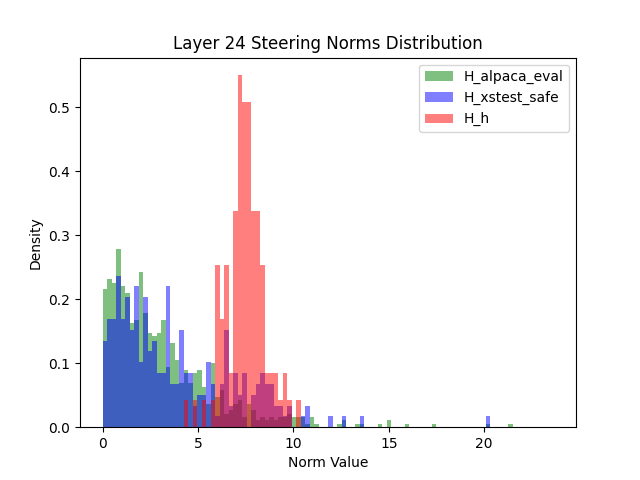 Layer 24 Steering Norms Distribution
H_alpaca_eval
H_xstest_safe
H_h
Density
0.5
0.4
0.3
0.2
0.1
0.0
0
5
10
15
20
Norm Value